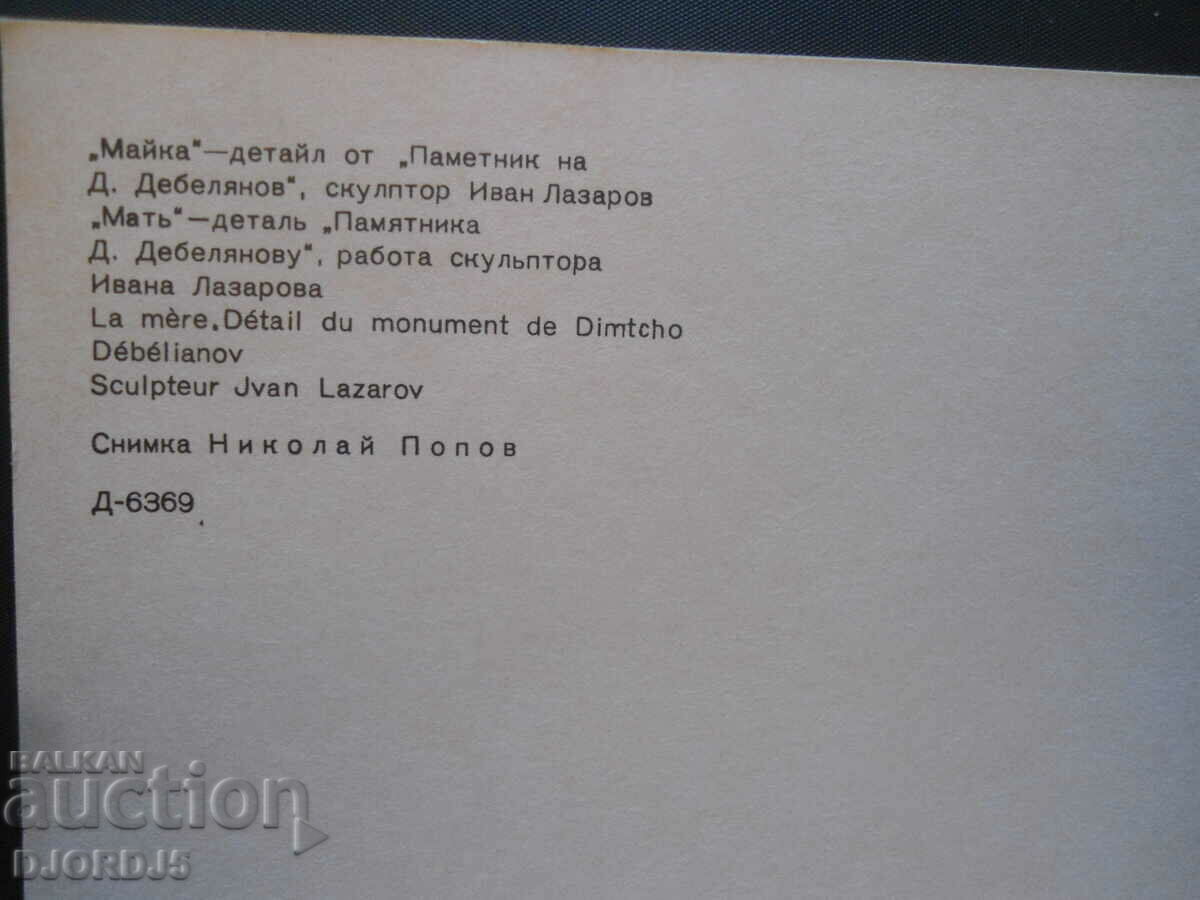 „Майка“—детайл от „Паметник на
Д. Дебелянов“, скулптор Иван Лазаров
„Мать“—деталь „Памятника
Д. Дебелянову“, работа скульптора
Ивана Лазарова
La mère.Détail du monument de Dimtcho
Débélianov
Sculpteur Jvan Lazarov
Снимка Николай Попов
Д-6369
BALKAN
auction
DJORDJ5